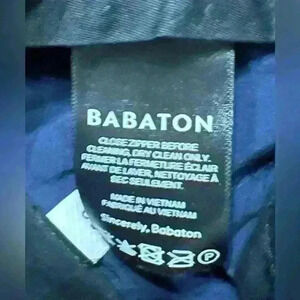 BABATON
CLOSE ZIPPER BEFORE
CLEANING, DRY CLEAN ONLY.
FERMER LA FERMETURE ÉCLAIR
AVANT DE LAVER, NETTOYAGE À
SEC SEULEMENT.
MADE IN VIETNAM
FABRIQUÉ AU VIETNAM
Sincerely, Babaton
P